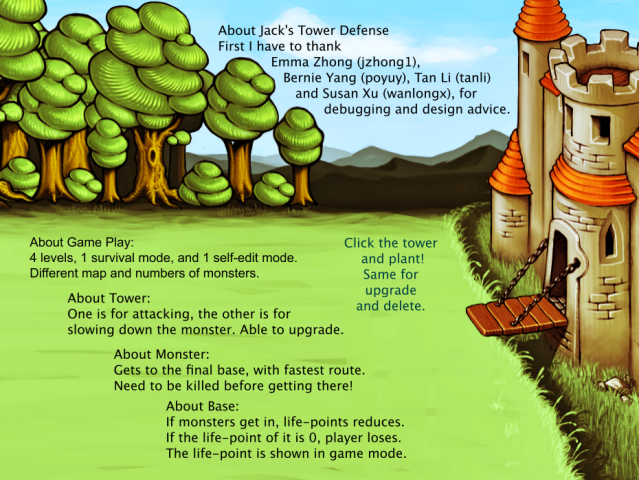 About Jack's Tower Defense
First I have to thank
Emma Zhong (jzhong1),
Bernie Yang (poyuy), Tan Li (tanli)
and Susan Xu (wanlongx), for
debugging and design advice.
About Game Play:
4 levels, 1 survival mode, and 1 self-edit mode.
Different map and numbers of monsters.
Click the tower
and plant!
Same for
upgrade
and delete.
About Tower:
One is for attacking, the other is for
slowing down the monster. Able to upgrade.
About Monster:
Gets to the final base, with fastest route.
Need to be killed before getting there!
About Base:
If monsters get in, life-points reduces.
If the life-point of it is 0, player loses.
The life-point is shown in game mode.